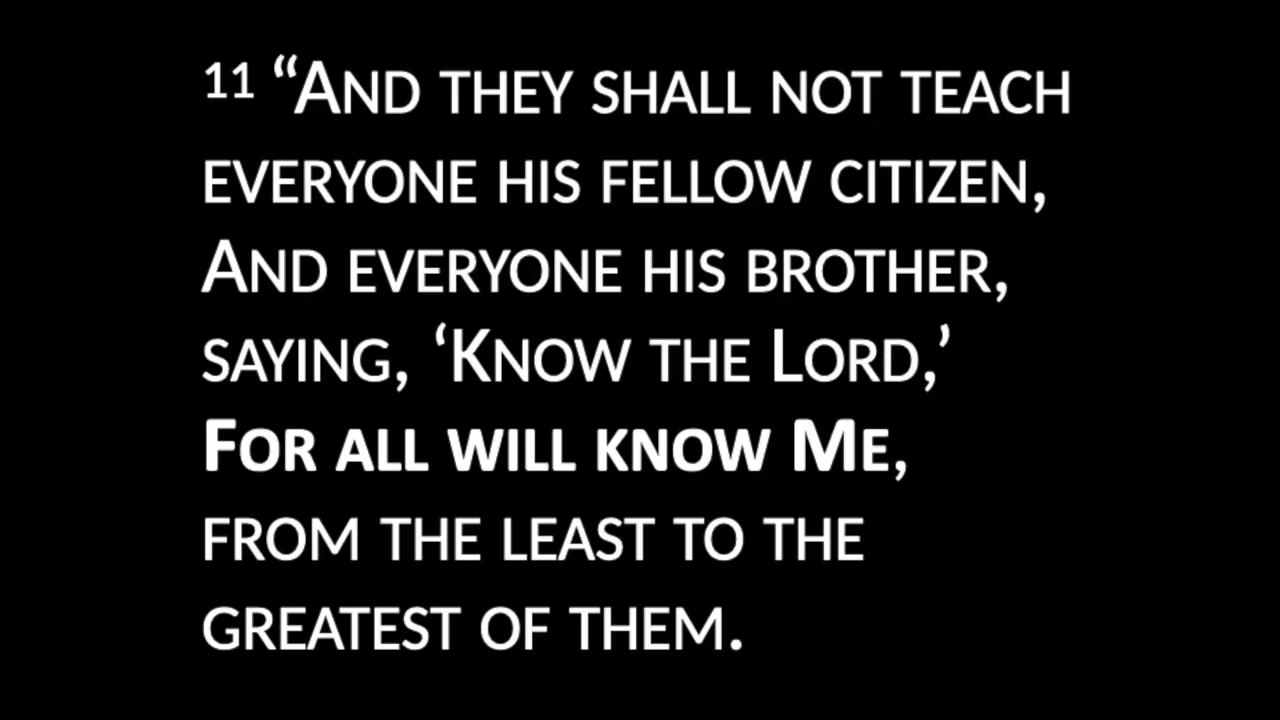 11 “And they shall not teach
everyone his fellow citizen,
And everyone his brother,
saying, ‘Know the Lord,’
For all will know Me,
from the least to the
greatest of them.